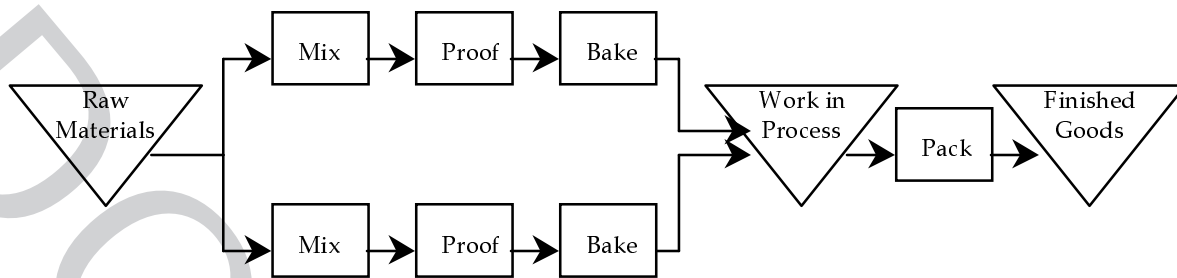 Raw
Materials
Mix
Proof
Bake
Mix
Proof
Bake
Work in
Process
Pack
Finished
Goods